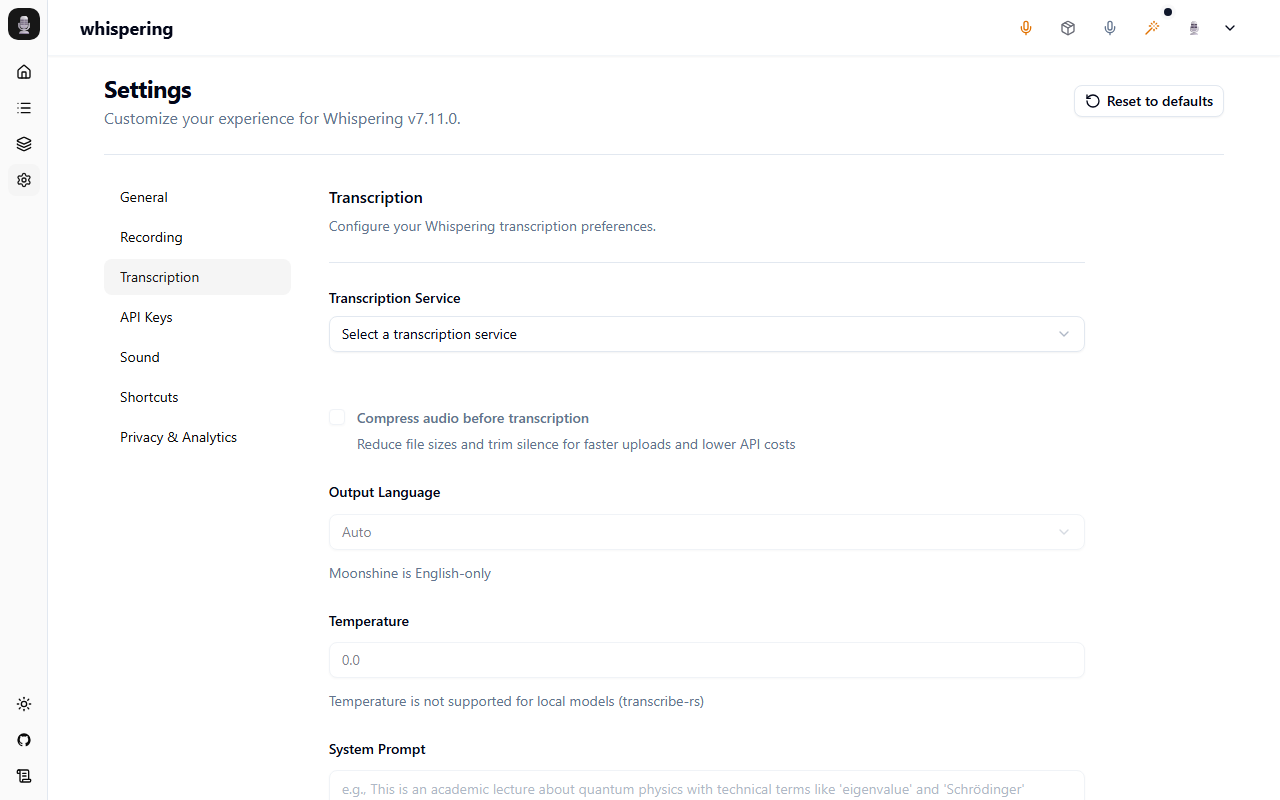 whispering
Settings
Customize your experience for Whispering v7.11.0.
Reset to defaults
General
Recording
Transcription
API Keys
Sound
Shortcuts
Privacy & Analytics
Transcription
Configure your Whispering transcription preferences.
Transcription Service
Select a transcription service
Compress audio before transcription
Reduce file sizes and trim silence for faster uploads and lower API costs
Output Language
Auto
Moonshine is English-only
Temperature
0.0
Temperature is not supported for local models (transcribe-rs)
System Prompt
e.g., This is an academic lecture about quantum physics with technical terms like 'eigenvalue' and 'Schrödinger'